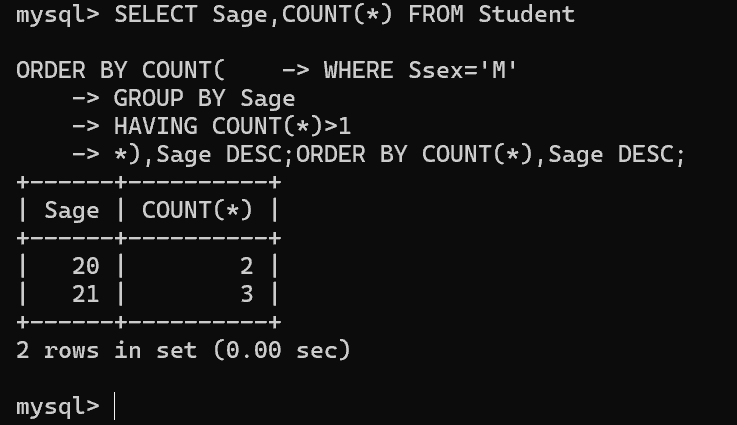 mysql> SELECT Sage,COUNT(*) FROM Student
ORDER BY COUNT(    -> WHERE Ssex='M'
    -> GROUP BY Sage
    -> HAVING COUNT(*)>1
    -> *),Sage DESC;ORDER BY COUNT(*),Sage DESC;
+------+----------+
| Sage | COUNT(*) |
+------+----------+
|   20 |        2 |
|   21 |        3 |
+------+----------+
2 rows in set (0.00 sec)
mysql>